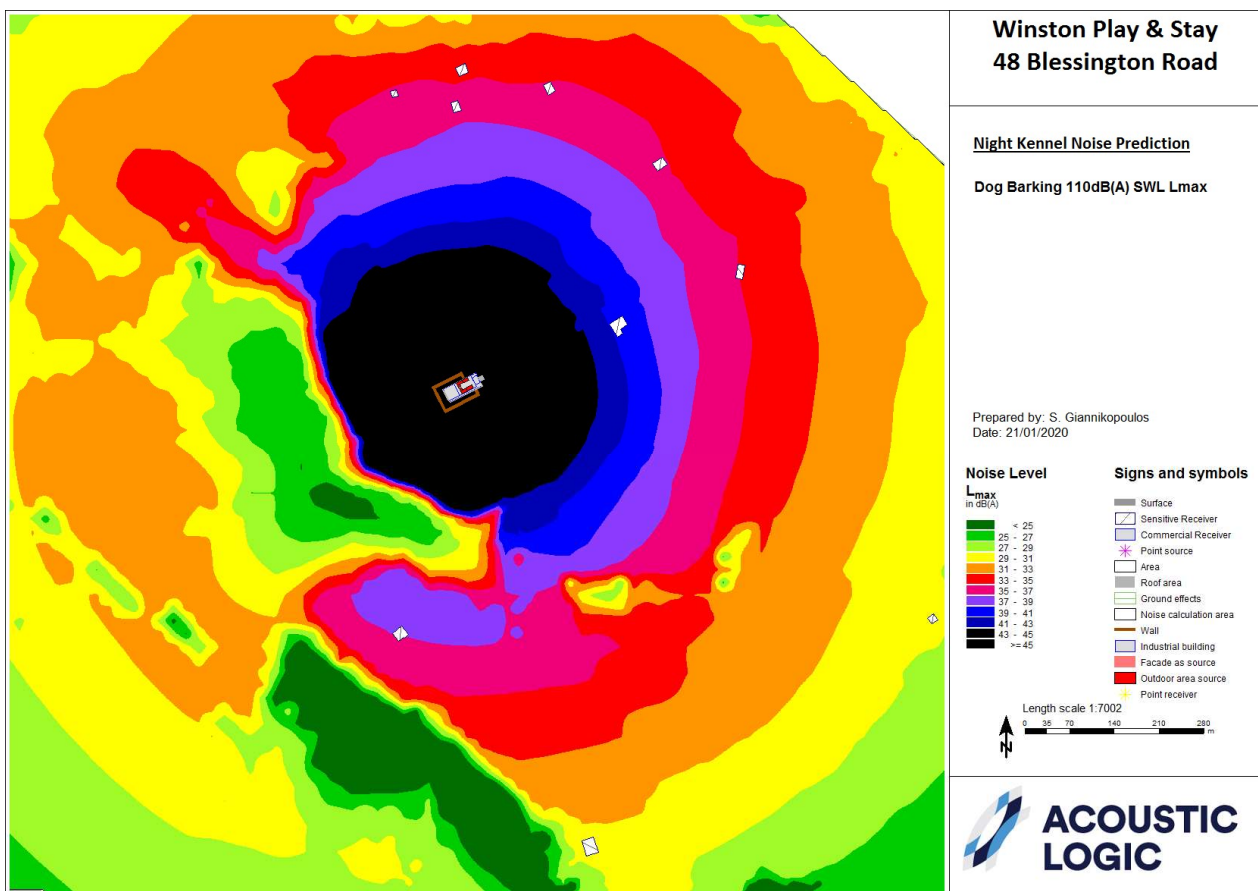 Winston Play & Stay
48 Blessington Road
Night Kennel Noise Prediction
Dog Barking 110dB(A) SWL Lmax
Prepared by: S. Giannikopoulos
Date: 21/01/2020
Noise Level
Lmax
in dB(A)
< 25
25 - 27
27 - 29
29 - 31
31 - 33
33 - 35
35 - 37
37 - 39
39 - 41
41 - 43
43 - 45
>= 45
Signs and symbols
Surface
Sensitive Receiver
Commercial Receiver
Point source
Area
Roof area
Ground effects
Noise calculation area
Wall
Industrial building
Facade as source
Outdoor area source
Point receiver
Length scale 1:7002
0 35 70 140 210 280
m
N
ACOUSTIC
LOGIC